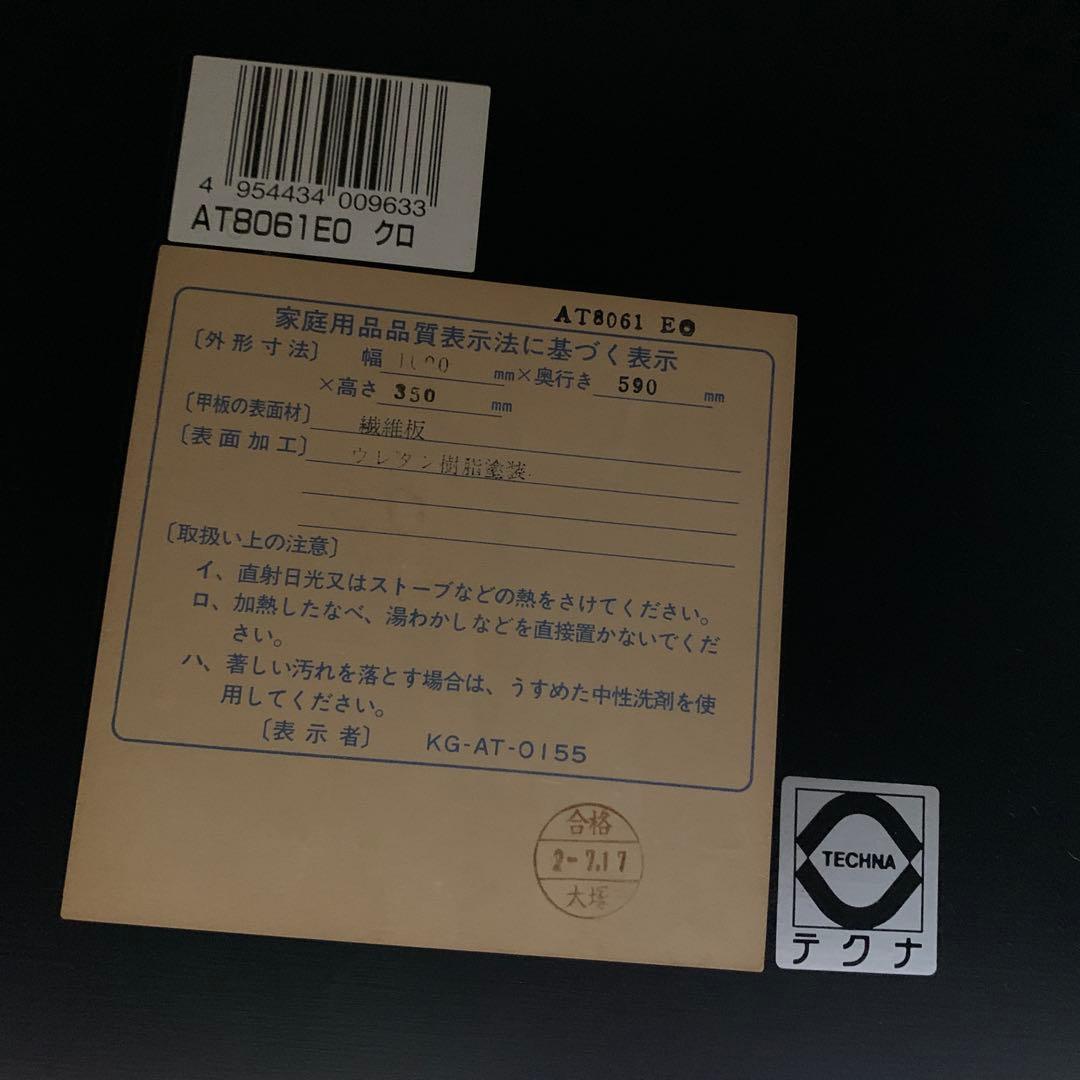 4 954434 009633
AT8061E0 クロ
AT8061 E0
家庭用品品質表示法に基づく表示
〔外形寸法〕 幅 mm×奥行き 590 mm
×高さ 350 mm
〔甲板の表面材〕 繊維板
〔表面加工〕 ウレタン樹脂塗装
〔取扱い上の注意〕
イ、直射日光又はストーブなどの熱をさけてください。
ロ、加熱したなべ、湯わかしなどを直接置かないでくだ
さい。
ハ、著しい汚れを落とす場合は、うすめた中性洗剤を使
用してください。
〔表示者〕 KG-AT-0155
合格
2-7.17
大塚
TECHNA
テクナ